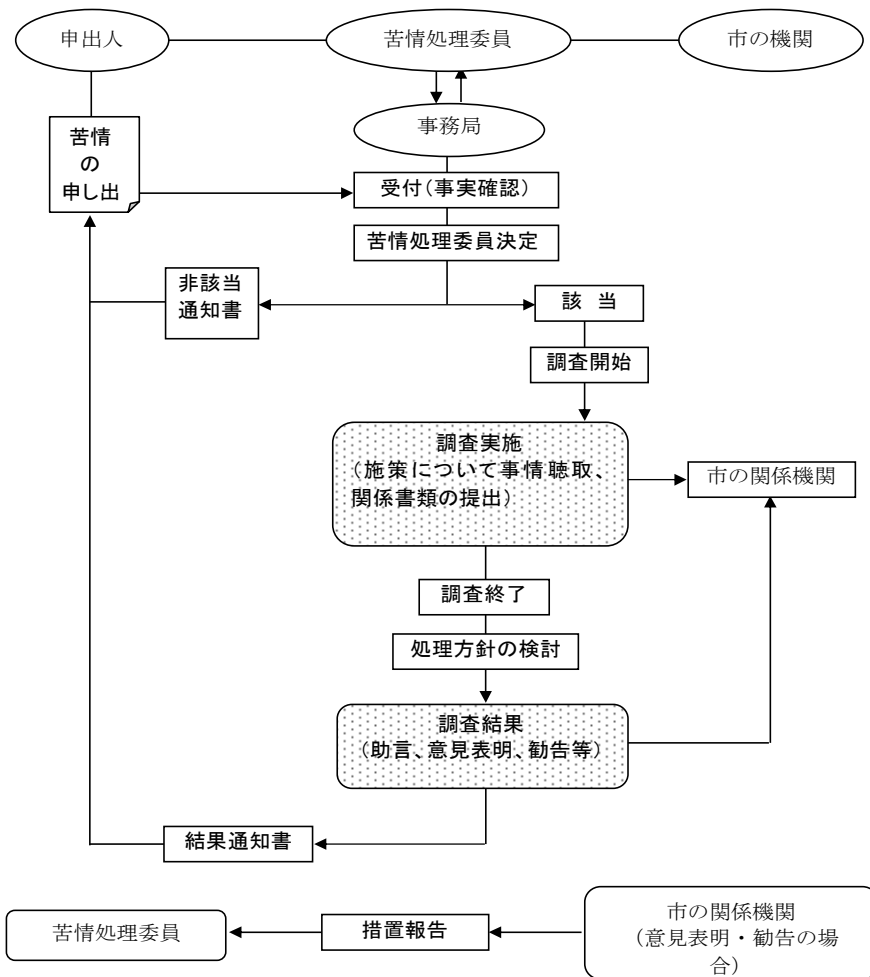 申出人
苦情処理委員
市の機関
事務局
苦情
の
申し出
受付（事実確認）
苦情処理委員決定
非該当
通知書
該　当
調査開始
調査実施
（施策について事情聴取、
関係書類の提出）
市の関係機関
調査終了
処理方針の検討
調査結果
（助言、意見表明、勧告等）
結果通知書
苦情処理委員
措置報告
市の関係機関
（意見表明・勧告の場
合）